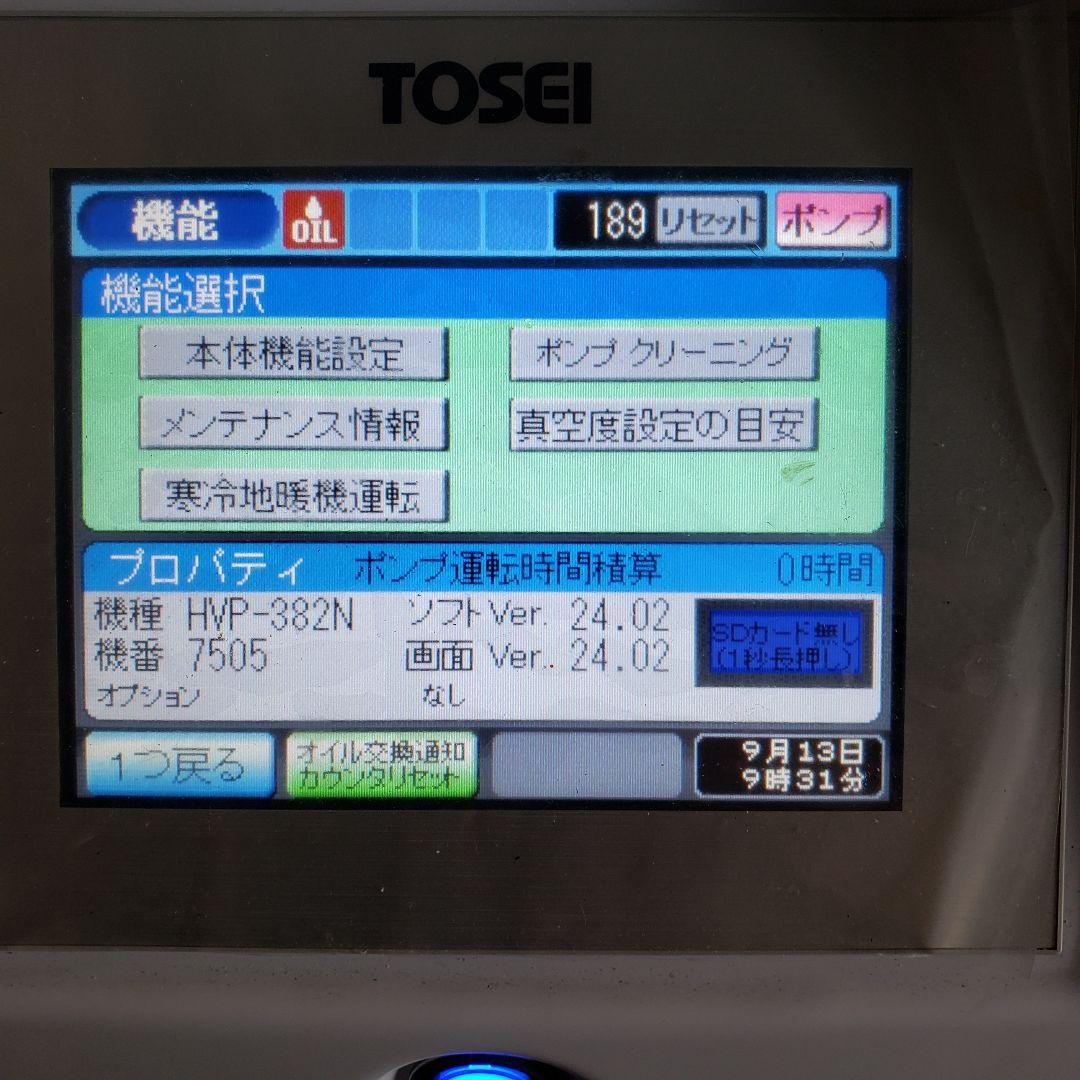 TOSEI
機能 OIL 189 リセット ポンプ
機能選択
本体機能設定 ポンプクリーニング
メンテナンス情報 真空度設定の目安
寒冷地暖機運転
プロパティ ポンプ運転時間積算 0時間
機種 HVP-382N ソフトVer. 24.02
機番 7505 画面 Ver. 24.02
SDカード無し
(1秒長押し)
オプション なし
1つ戻る
オイル交換通知
カウンタリセット
9月13日
9時31分